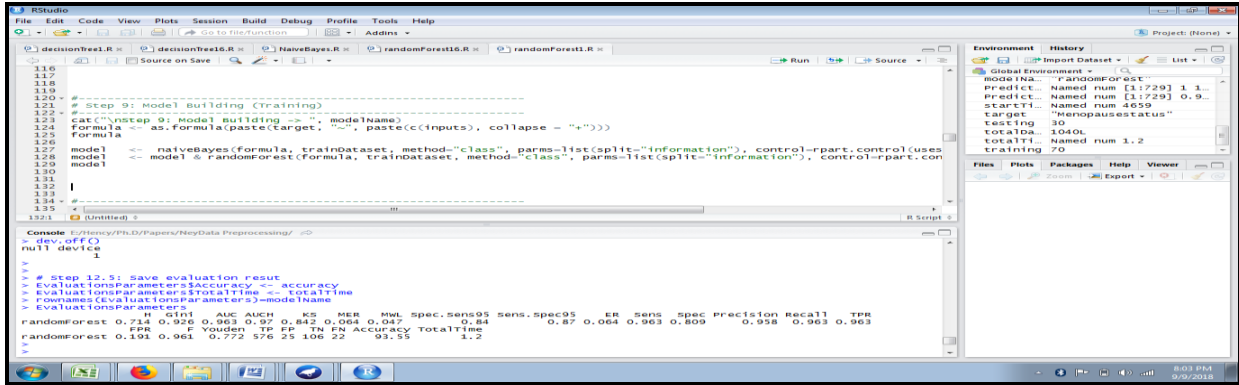 RStudio
File Edit Code View Plots Session Build Debug Profile Tools Help
Go to file/function Addins Project: (None)
decisionTree1.R decisionTree16.R NaiveBayes.R randomForest16.R randomForest1.R
Source on Save Run Source
116
117
118
119
120 #--------------------------------------------------------------
121 # Step 9: Model Building (Training)
122 #--------------------------------------------------------------
123 cat("\nstep 9: Model Building -> ", modelName)
124 formula <- as.formula(paste(target, "~", paste(c(inputs), collapse = "+")))
125 formula
126
127 model <- naiveBayes(formula, trainDataset, method="class", parms=list(split="information"), control=rpart.control(uses
128 model <- model & randomForest(formula, trainDataset, method="class", parms=list(split="information"), control=rpart.con
129 model
130
131
132
133
134 #--------------------------------------------------------------
135
132:1 (Untitled) R Script
Console E:/Hency/Ph.D/Papers/NeyData Preprocessing/
> dev.off()
null device
1
>
>
> # Step 12.5: Save evaluation resut
> EvaluationsParameters$Accuracy <- accuracy
> EvaluationsParameters$TotalTime <- totalTime
> rownames(EvaluationsParameters)=modelName
> EvaluationsParameters
H Gini AUC AUCH KS MER MWL Spec.Sens95 Sens.Spec95 ER Sens Spec Precision Recall TPR
randomForest 0.714 0.926 0.963 0.97 0.842 0.064 0.047 0.84 0.87 0.064 0.963 0.809 0.958 0.963 0.963
FPR F Youden TP FP TN FN Accuracy TotalTime
randomForest 0.191 0.961 0.772 576 25 106 22 93.55 1.2
>
>
Environment History
Import Dataset List
Global Environment
modelNa… "randomForest"
Predict… Named num [1:729] 1 1…
Predict… Named num [1:729] 0.9…
startTi… Named num 4659
target "Menopausestatus"
testing 30
totalDa… 1040L
totalTi… Named num 1.2
training 70
Files Plots Packages Help Viewer
Zoom Export
8:03 PM
9/9/2018